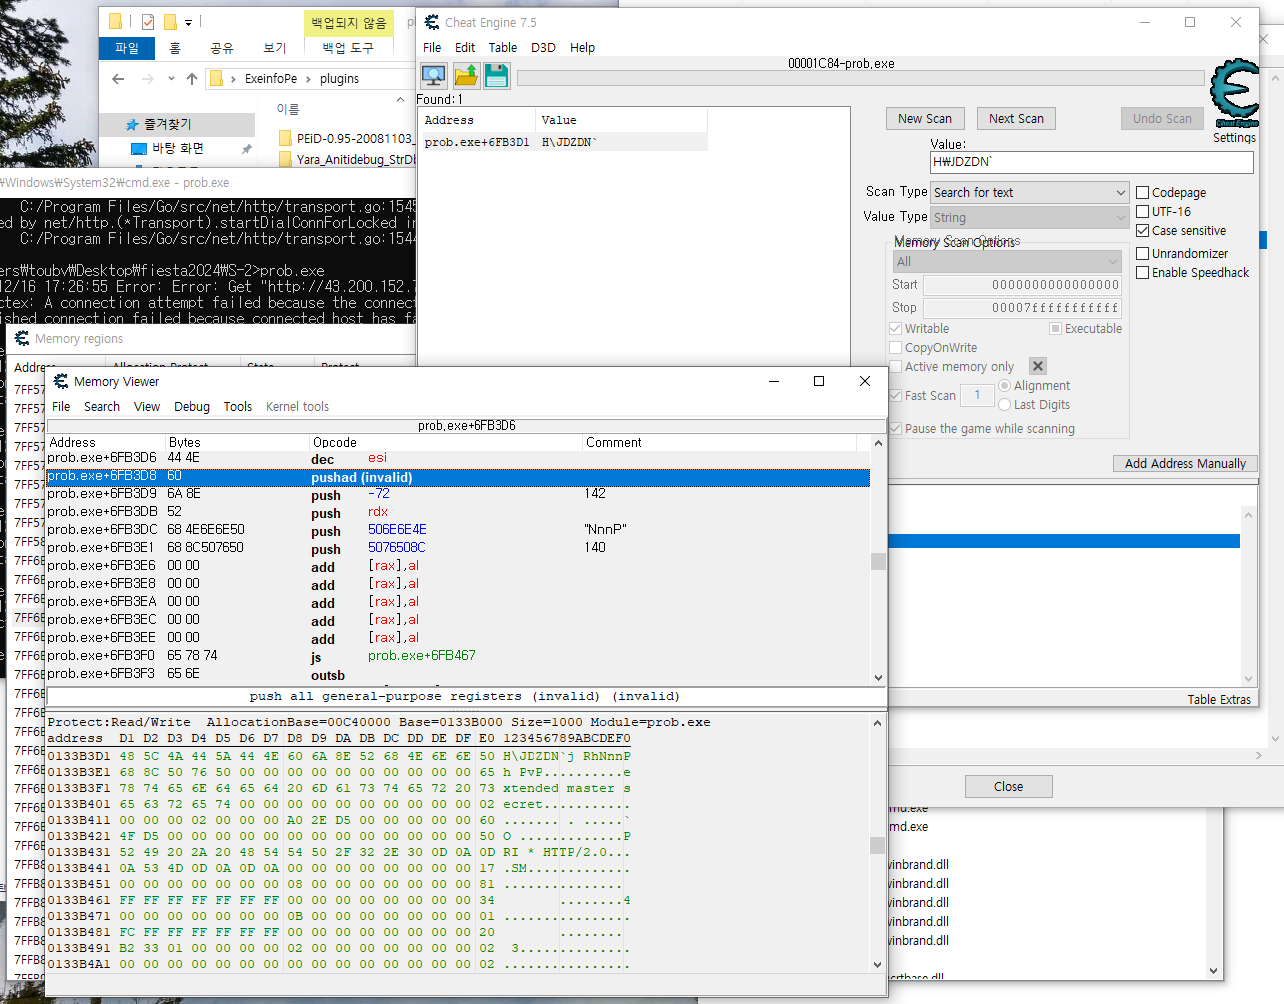 백업되지 않음
파일 홈 공유 보기 백업 도구
ExeinfoPe > plugins
이름
즐겨찾기
바탕 화면
PEiD-0.95-20081103_
Yara_Anitidebug_StrDb
₩Windows₩System32₩cmd.exe - prob.exe
C:/Program Files/Go/src/net/http/transport.go:1545
ed by net/http.(*Transport).startDialConnForLocked in
C:/Program Files/Go/src/net/http/transport.go:1544
ers₩toubv₩Desktop₩fiesta2024₩S-2>prob.exe
12/16 17:26:55 Error: Error: Get "http://43.200.152.7
ctex: A connection attempt failed because the connect
ished connection failed because connected host has fa
Memory regions
Address Allocation Protect State Protect
Cheat Engine 7.5
File Edit Table D3D Help
00001C84-prob.exe
Found:1
Address Value
prob.exe+6FB3D1 H\JDZDN`
New Scan Next Scan Undo Scan
Cheat Engine
Settings
Value:
H₩JDZDN`
Scan Type Search for text
Value Type String
Codepage
UTF-16
Case sensitive
Unrandomizer
Enable Speedhack
Memory Scan Options
All
Start 0000000000000000
Stop 00007fffffffffff
Writable Executable
CopyOnWrite
Active memory only
Fast Scan 1 Alignment
Last Digits
Pause the game while scanning
Add Address Manually
Table Extras
Close
Memory Viewer
File Search View Debug Tools Kernel tools
prob.exe+6FB3D6
Address Bytes Opcode Comment
prob.exe+6FB3D6 44 4E dec esi
prob.exe+6FB3D8 60 pushad (invalid)
prob.exe+6FB3D9 6A 8E push -72 142
prob.exe+6FB3DB 52 push rdx
prob.exe+6FB3DC 68 4E6E6E50 push 506E6E4E "NnnP"
prob.exe+6FB3E1 68 8C507650 push 5076508C 140
prob.exe+6FB3E6 00 00 add [rax],al
prob.exe+6FB3E8 00 00 add [rax],al
prob.exe+6FB3EA 00 00 add [rax],al
prob.exe+6FB3EC 00 00 add [rax],al
prob.exe+6FB3EE 00 00 add [rax],al
prob.exe+6FB3F0 65 78 74 js prob.exe+6FB467
prob.exe+6FB3F3 65 6E outsb
push all general-purpose registers (invalid) (invalid)
Protect:Read/Write AllocationBase=00C40000 Base=0133B000 Size=1000 Module=prob.exe
address D1 D2 D3 D4 D5 D6 D7 D8 D9 DA DB DC DD DE DF E0 123456789ABCDEF0
0133B3D1 48 5C 4A 44 5A 44 4E 60 6A 8E 52 68 4E 6E 6E 50 H\JDZDN`j RhNnnP
0133B3E1 68 8C 50 76 50 00 00 00 00 00 00 00 00 00 00 65 h PvP..........e
0133B3F1 78 74 65 6E 64 65 64 20 6D 61 73 74 65 72 20 73 xtended master s
0133B401 65 63 72 65 74 00 00 00 00 00 00 00 00 00 00 02 ecret...........
0133B411 00 00 00 02 00 00 00 A0 2E D5 00 00 00 00 00 60 ....... . .....`
0133B421 4F D5 00 00 00 00 00 00 00 00 00 00 00 00 00 50 O .............P
0133B431 52 49 20 2A 20 48 54 54 50 2F 32 2E 30 0D 0A 0D RI * HTTP/2.0...
0133B441 0A 53 4D 0D 0A 0D 0A 00 00 00 00 00 00 00 00 17 .SM.............
0133B451 00 00 00 00 00 00 00 08 00 00 00 00 00 00 00 81 ...............
0133B461 FF FF FF FF FF FF FF 00 00 00 00 00 00 00 00 34 ........4
0133B471 00 00 00 00 00 00 00 0B 00 00 00 00 00 00 00 01 ................
0133B481 FC FF FF FF FF FF FF 00 00 00 00 00 00 00 00 20 ........
0133B491 B2 33 01 00 00 00 00 02 00 00 00 00 00 00 00 02 3..............
0133B4A1 00 00 00 00 00 00 00 00 00 00 00 00 00 00 00 02 ................
md.exe
md.exe
winbrand.dll
winbrand.dll
winbrand.dll
winbrand.dll
winbrand.dll